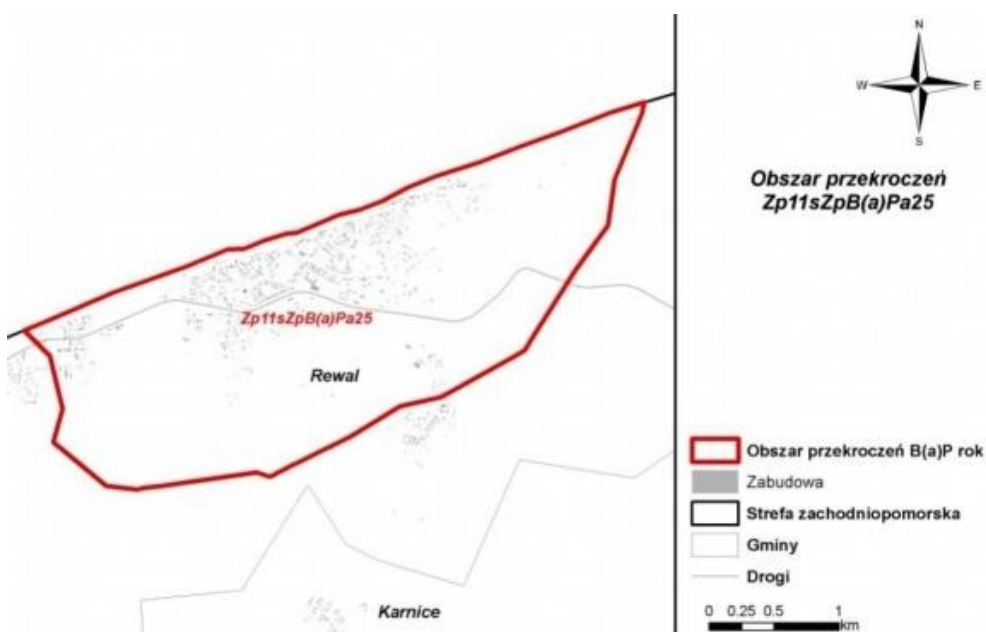 N
W
E
S
Obszar przekroczeń
Zp11sZpB(a)Pa25
Zp11sZpB(a)Pa25
Rewal
Karnice
Obszar przekroczeń B(a)P rok
Zabudowa
Strefa zachodniopomorska
Gminy
Drogi
0 0.25 0.5 1
km